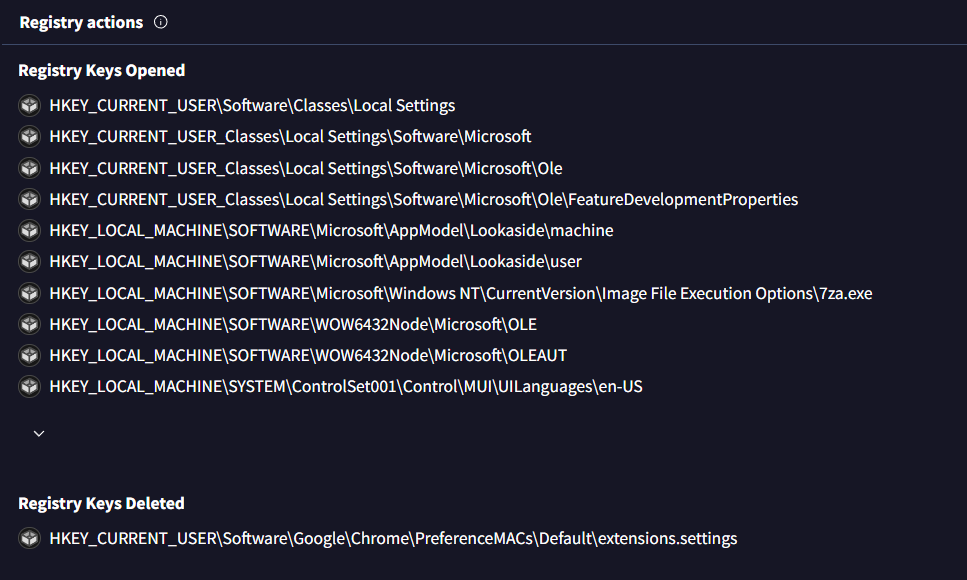 Registry actions
Registry Keys Opened
HKEY_CURRENT_USER\Software\Classes\Local Settings
HKEY_CURRENT_USER_Classes\Local Settings\Software\Microsoft
HKEY_CURRENT_USER_Classes\Local Settings\Software\Microsoft\Ole
HKEY_CURRENT_USER_Classes\Local Settings\Software\Microsoft\Ole\FeatureDevelopmentProperties
HKEY_LOCAL_MACHINE\SOFTWARE\Microsoft\AppModel\Lookaside\machine
HKEY_LOCAL_MACHINE\SOFTWARE\Microsoft\AppModel\Lookaside\user
HKEY_LOCAL_MACHINE\SOFTWARE\Microsoft\Windows NT\CurrentVersion\Image File Execution Options\7za.exe
HKEY_LOCAL_MACHINE\SOFTWARE\WOW6432Node\Microsoft\OLE
HKEY_LOCAL_MACHINE\SOFTWARE\WOW6432Node\Microsoft\OLEAUT
HKEY_LOCAL_MACHINE\SYSTEM\ControlSet001\Control\MUI\UILanguages\en-US
Registry Keys Deleted
HKEY_CURRENT_USER\Software\Google\Chrome\PreferenceMACs\Default\extensions.settings